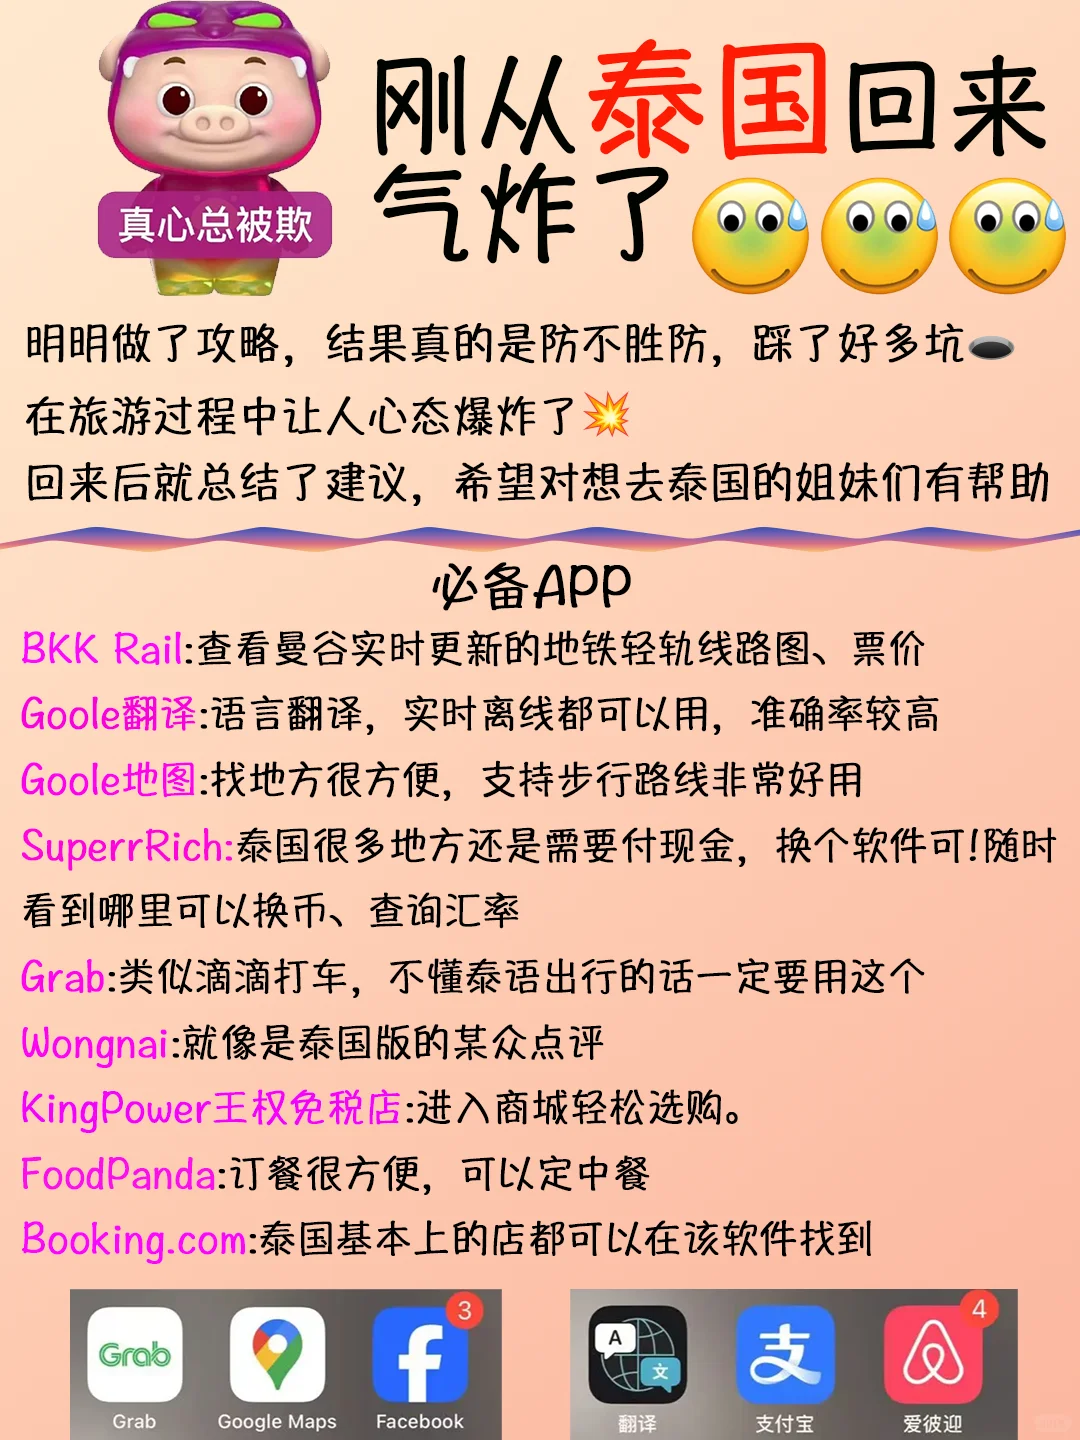 刚从泰国回来
气炸了
真心总被欺
明明做了攻略，结果真的是防不胜防，踩了好多坑
在旅游过程中让人心态爆炸了
回来后就总结了建议，希望对想去泰国的姐妹们有帮助
必备APP
BKK Rail:查看曼谷实时更新的地铁轻轨线路图、票价
Goole翻译:语言翻译，实时离线都可以用，准确率较高
Goole地图:找地方很方便，支持步行路线非常好用
SuperrRich:泰国很多地方还是需要付现金，换个软件可!随时
看到哪里可以换币、查询汇率
Grab:类似滴滴打车，不懂泰语出行的话一定要用这个
Wongnai:就像是泰国版的某众点评
KingPower王权免税店:进入商城轻松选购。
FoodPanda:订餐很方便，可以定中餐
Booking.com:泰国基本上的店都可以在该软件找到
3
4
Grab
A
文
支
Grab
Google Maps
Facebook
翻译
支付宝
爱彼迎